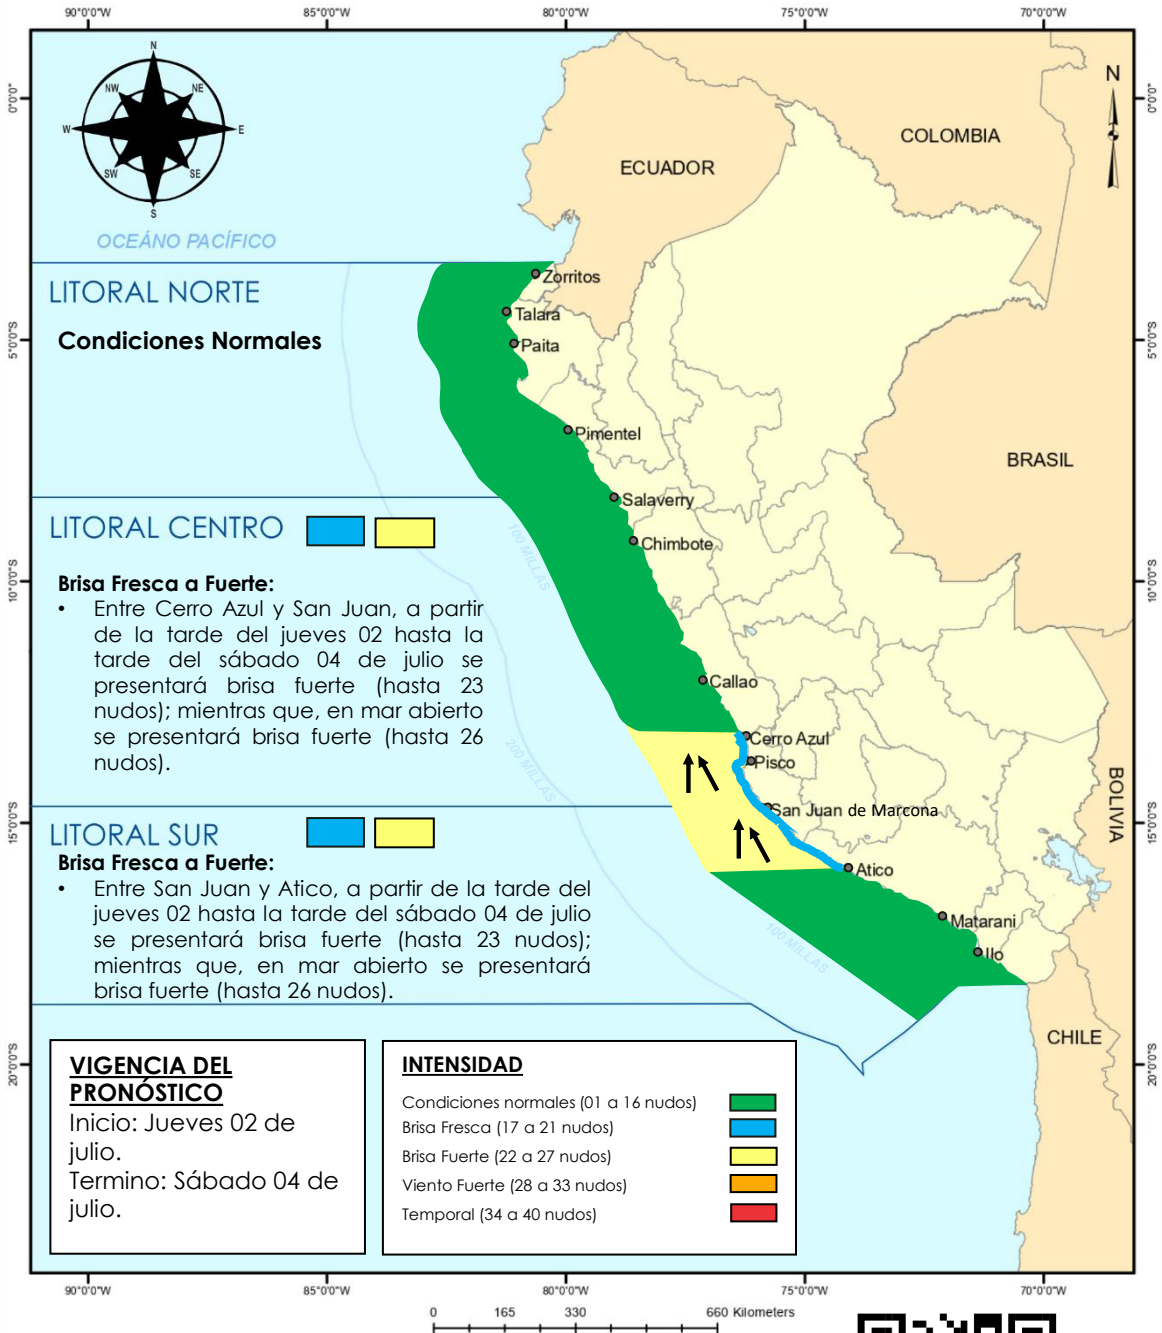 90°0'0"W 85°0'0"W 80°0'0"W 75°0'0"W 70°0'0"W
N
NW NE
W E
SW SE
S
N
0°0'0" 0°0'0"
COLOMBIA
ECUADOR
OCEÁNO PACÍFICO
LITORAL NORTE
Condiciones Normales
Zorritos
Talara
Paita
5°0'0"S 5°0'0"S
Pimentel
BRASIL
Salaverry
Chimbote
LITORAL CENTRO
100 MILLAS
Brisa Fresca a Fuerte:
• Entre Cerro Azul y San Juan, a partir
de la tarde del jueves 02 hasta la
tarde del sábado 04 de julio se
presentará brisa fuerte (hasta 23
nudos); mientras que, en mar abierto
se presentará brisa fuerte (hasta 26
nudos).
10°0'0"S 10°0'0"S
Callao
Cerro Azul
Pisco
San Juan de Marcona
200 MILLAS
BOLIVIA
15°0'0"S 15°0'0"S
LITORAL SUR
Brisa Fresca a Fuerte:
• Entre San Juan y Atico, a partir de la tarde del
jueves 02 hasta la tarde del sábado 04 de julio
se presentará brisa fuerte (hasta 23 nudos);
mientras que, en mar abierto se presentará
brisa fuerte (hasta 26 nudos).
Atico
Matarani
Ilo
100 MILLAS
CHILE
20°0'0"S 20°0'0"S
VIGENCIA DEL
PRONÓSTICO
Inicio: Jueves 02 de
julio.
Termino: Sábado 04 de
julio.
INTENSIDAD
Condiciones normales (01 a 16 nudos)
Brisa Fresca (17 a 21 nudos)
Brisa Fuerte (22 a 27 nudos)
Viento Fuerte (28 a 33 nudos)
Temporal (34 a 40 nudos)
90°0'0"W 85°0'0"W 80°0'0"W 75°0'0"W 70°0'0"W
0 165 330 660 Kilometers